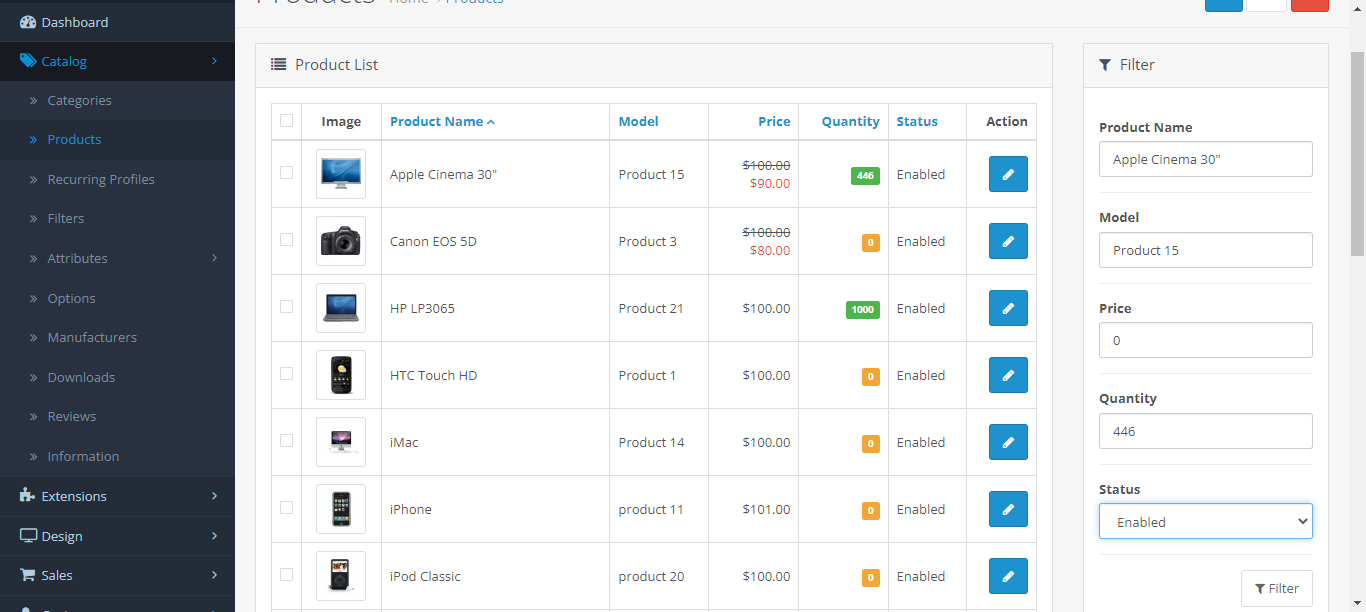 Products Home Products
Dashboard
Catalog
Categories
Products
Recurring Profiles
Filters
Attributes
Options
Manufacturers
Downloads
Reviews
Information
Extensions
Design
Sales
Product List
Image Product Name Model Price Quantity Status Action
Apple Cinema 30" Product 15 $100.00 $90.00 446 Enabled
Canon EOS 5D Product 3 $100.00 $80.00 0 Enabled
HP LP3065 Product 21 $100.00 1000 Enabled
HTC Touch HD Product 1 $100.00 0 Enabled
iMac Product 14 $100.00 0 Enabled
iPhone product 11 $101.00 0 Enabled
iPod Classic product 20 $100.00 0 Enabled
Filter
Product Name
Apple Cinema 30"
Model
Product 15
Price
0
Quantity
446
Status
Enabled
Filter